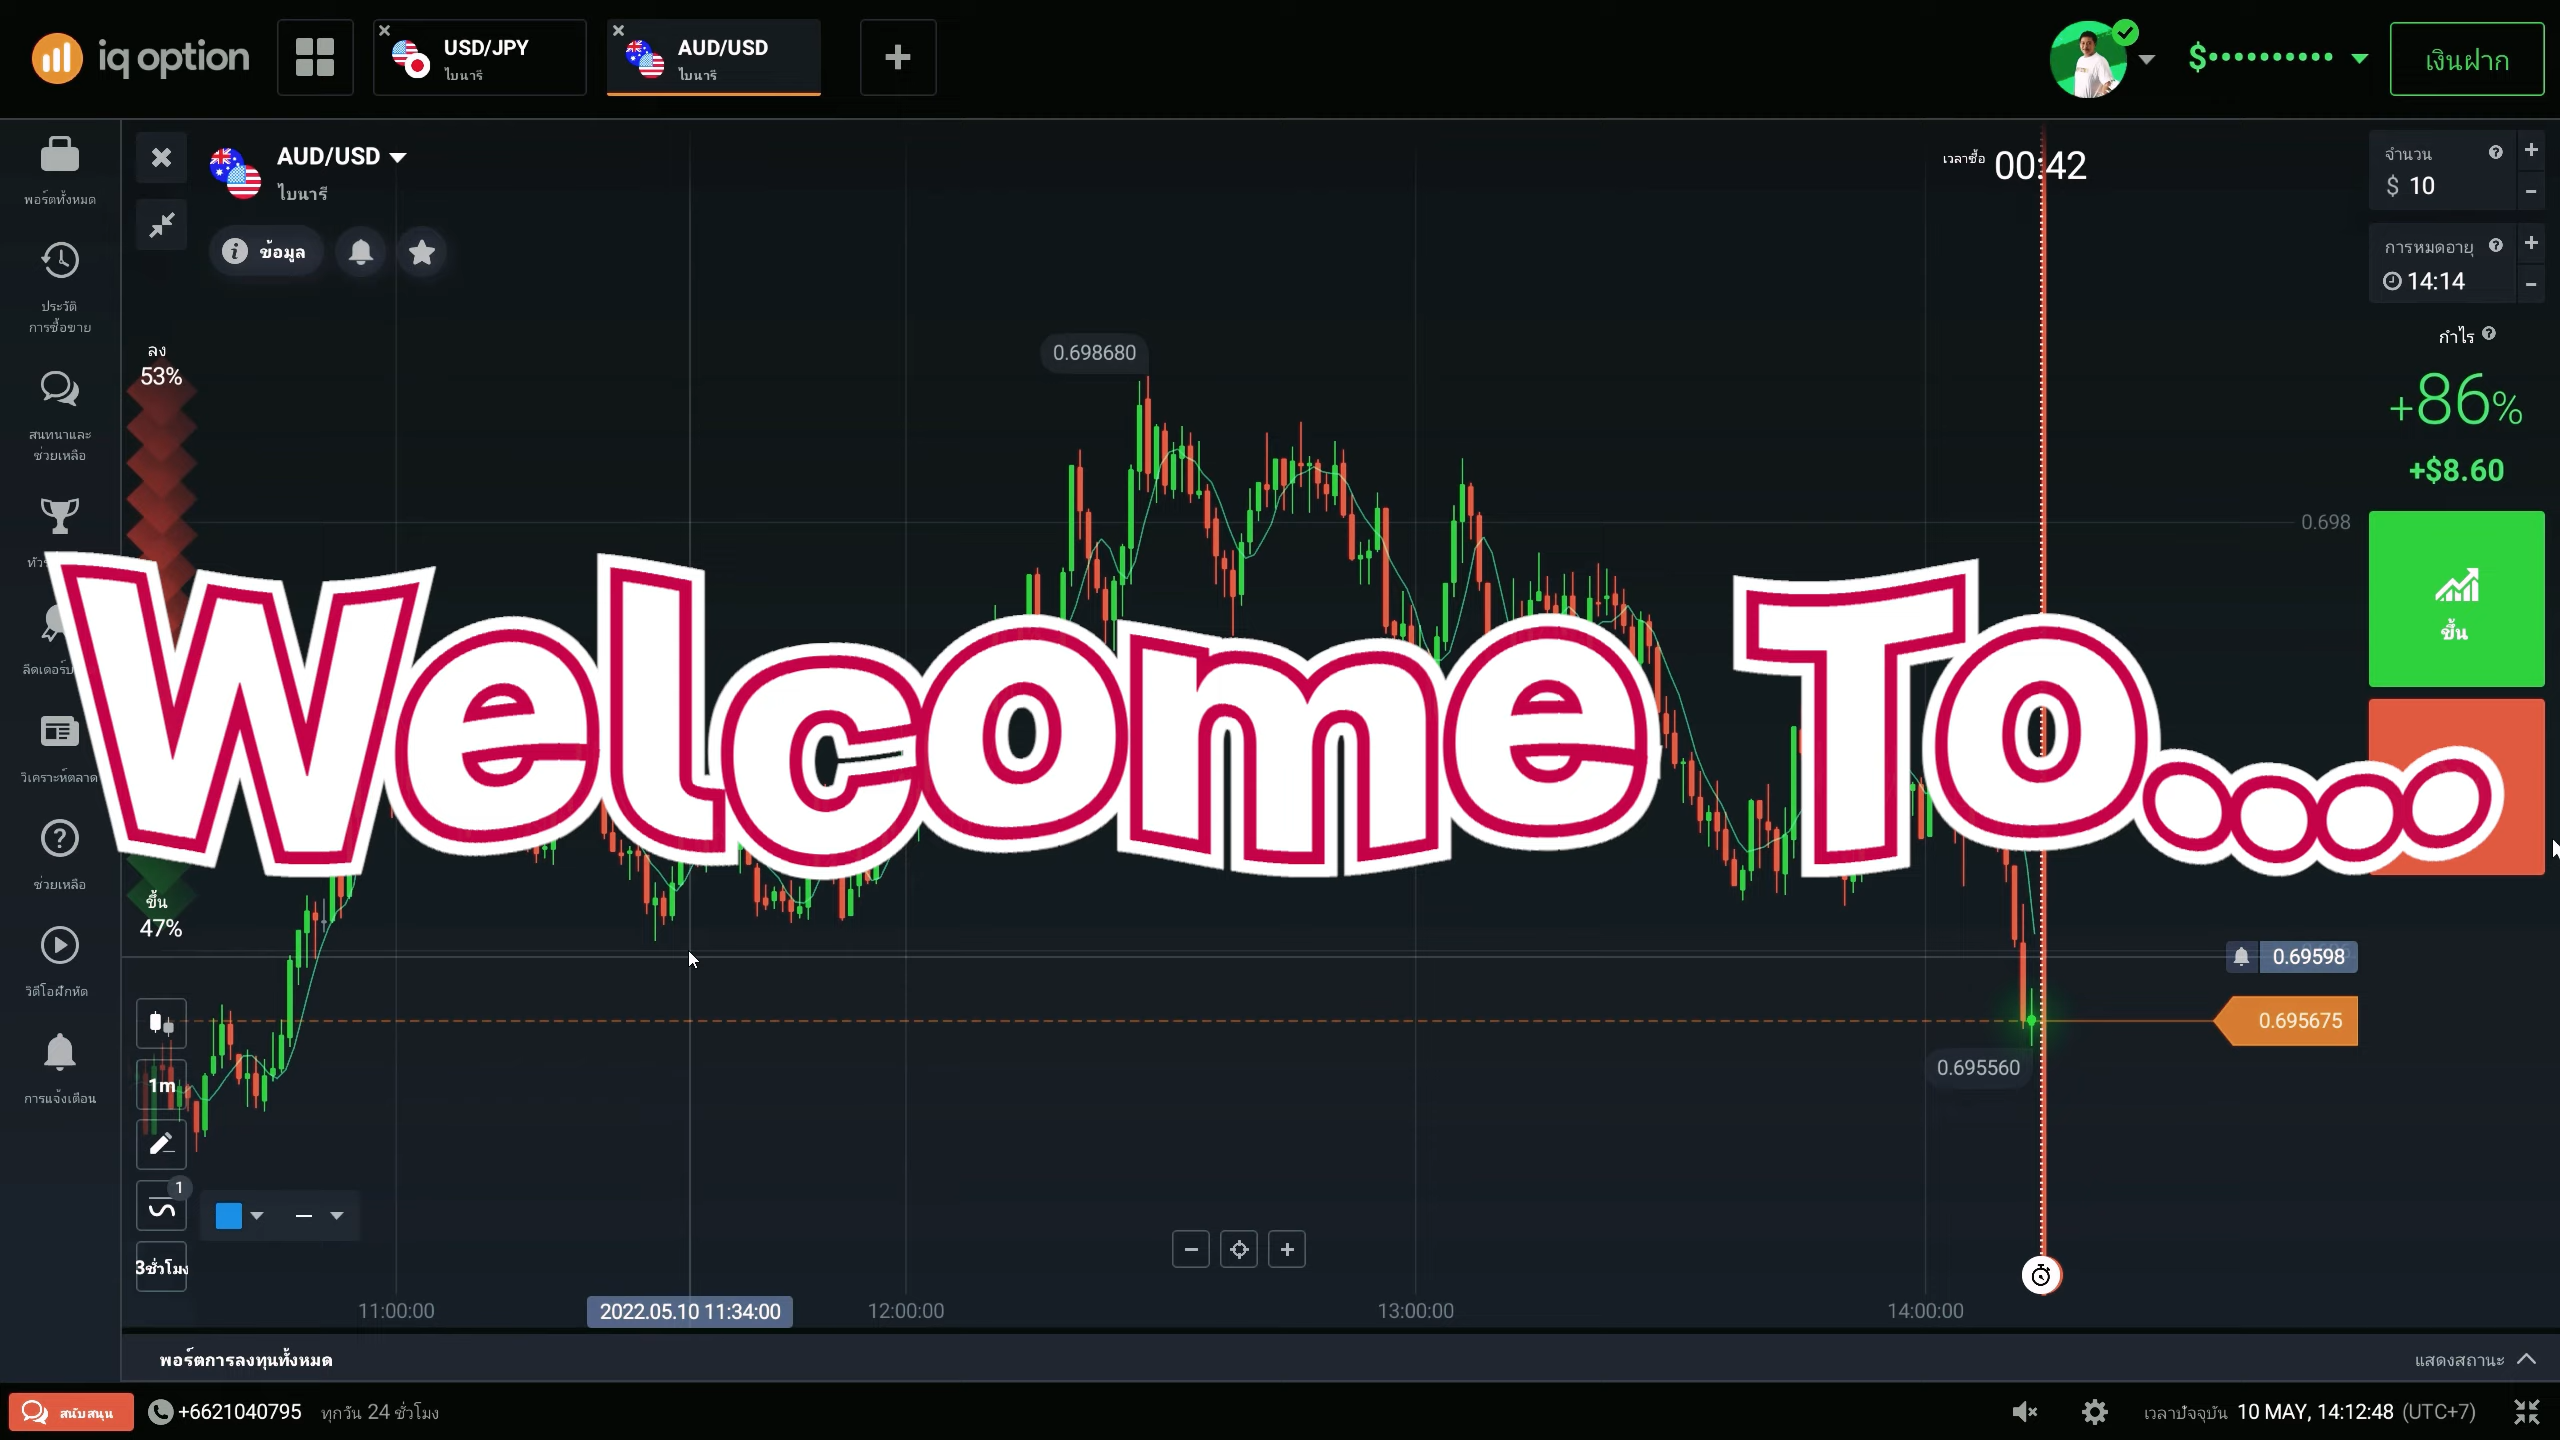 iq option
USD/JPY
ไบนารี
AUD/USD
ไบนารี
$
เงินฝาก
พอร์ตทั้งหมด
ประวัติ
การซื้อขาย
สนทนาและ
ช่วยเหลือ
วิเคราะห์ตลาด
ช่วยเหลือ
วิดีโอฝึกหัด
การแจ้งเตือน
AUD/USD
ไบนารี
ข้อมูล
ลง
53%
ขึ้น
47%
1m
1
3ชั่วโมง
เวลาซื้อ 00:42
0.698680
0.698
Welcome To....
0.69598
0.695675
0.695560
11:00:00
2022.05.10 11:34:00
12:00:00
13:00:00
14:00:00
จำนวน
$ 10
การหมดอายุ
14:14
กำไร
+86%
+$8.60
ขึ้น
พอร์ตการลงทุนทั้งหมด
แสดงสถานะ
สนับสนุน
+6621040795 ทุกวัน 24 ชั่วโมง
เวลาปัจจุบัน 10 MAY, 14:12:48 (UTC+7)